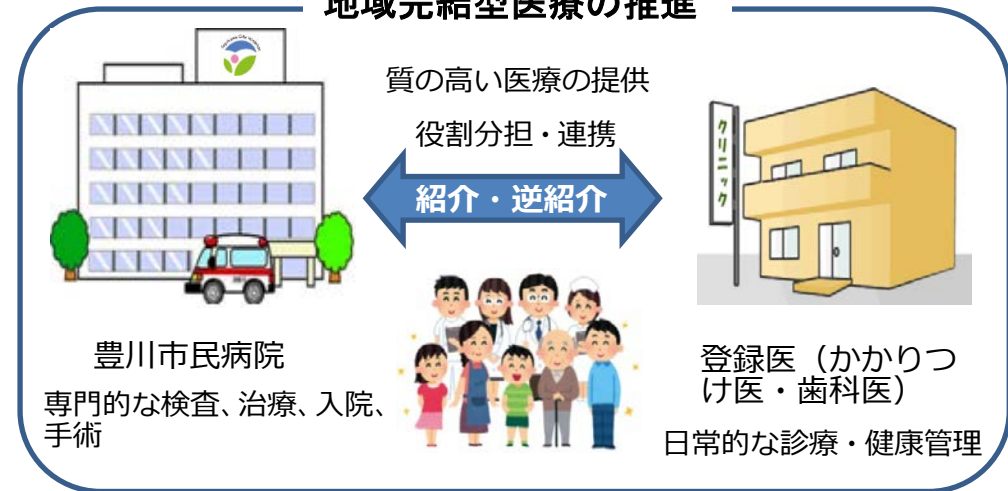 地域完結型医療の推進
質の高い医療の提供
役割分担・連携
紹介・逆紹介
クリニック
豊川市民病院
専門的な検査、治療、入院、
手術
登録医（かかりつ
け医・歯科医）
日常的な診療・健康管理